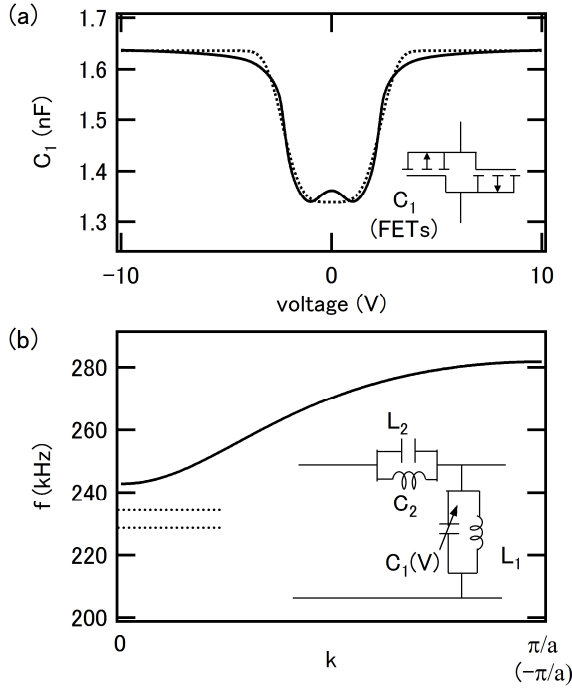 (a)
1.7
1.6
1.5
1.4
1.3
C1 (nF)
C1
(FETs)
-10
0
10
voltage (V)
(b)
280
260
240
220
200
f (kHz)
L2
C2
C1(V)
L1
0
k
π/a
(−π/a)